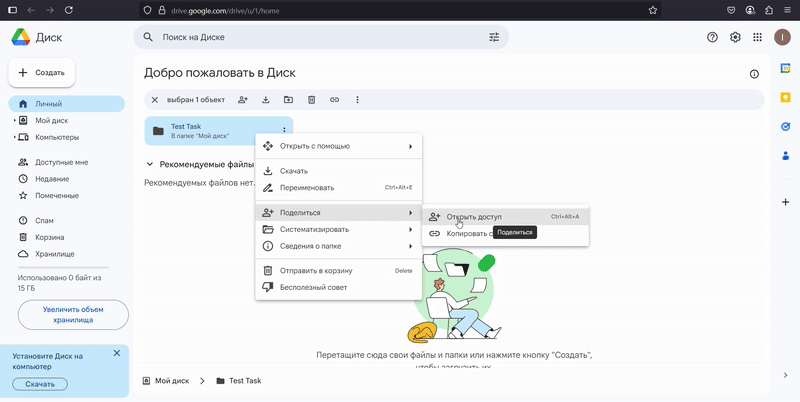 drive.google.com/drive/u/1/home
Диск
Поиск на Диске
I
Создать
Добро пожаловать в Диск
выбран 1 объект
Личный
Мой диск
Компьютеры
Доступные мне
Недавние
Помеченные
Спам
Корзина
Хранилище
Использовано 0 байт из
15 ГБ
Увеличить объем
хранилища
Установите Диск на
компьютер
Скачать
Test Task
В папке "Мой диск"
Рекомендуемые файлы
Рекомендуемых файлов нет.
Открыть с помощью
Скачать
Переименовать Ctrl+Alt+E
Поделиться
Систематизировать
Сведения о папке
Отправить в корзину Delete
Бесполезный совет
Открыть доступ Ctrl+Alt+A
Копировать
Поделиться
Перетащите сюда свои файлы и папки или нажмите кнопку "Создать",
чтобы загрузить их
Мой диск
Test Task